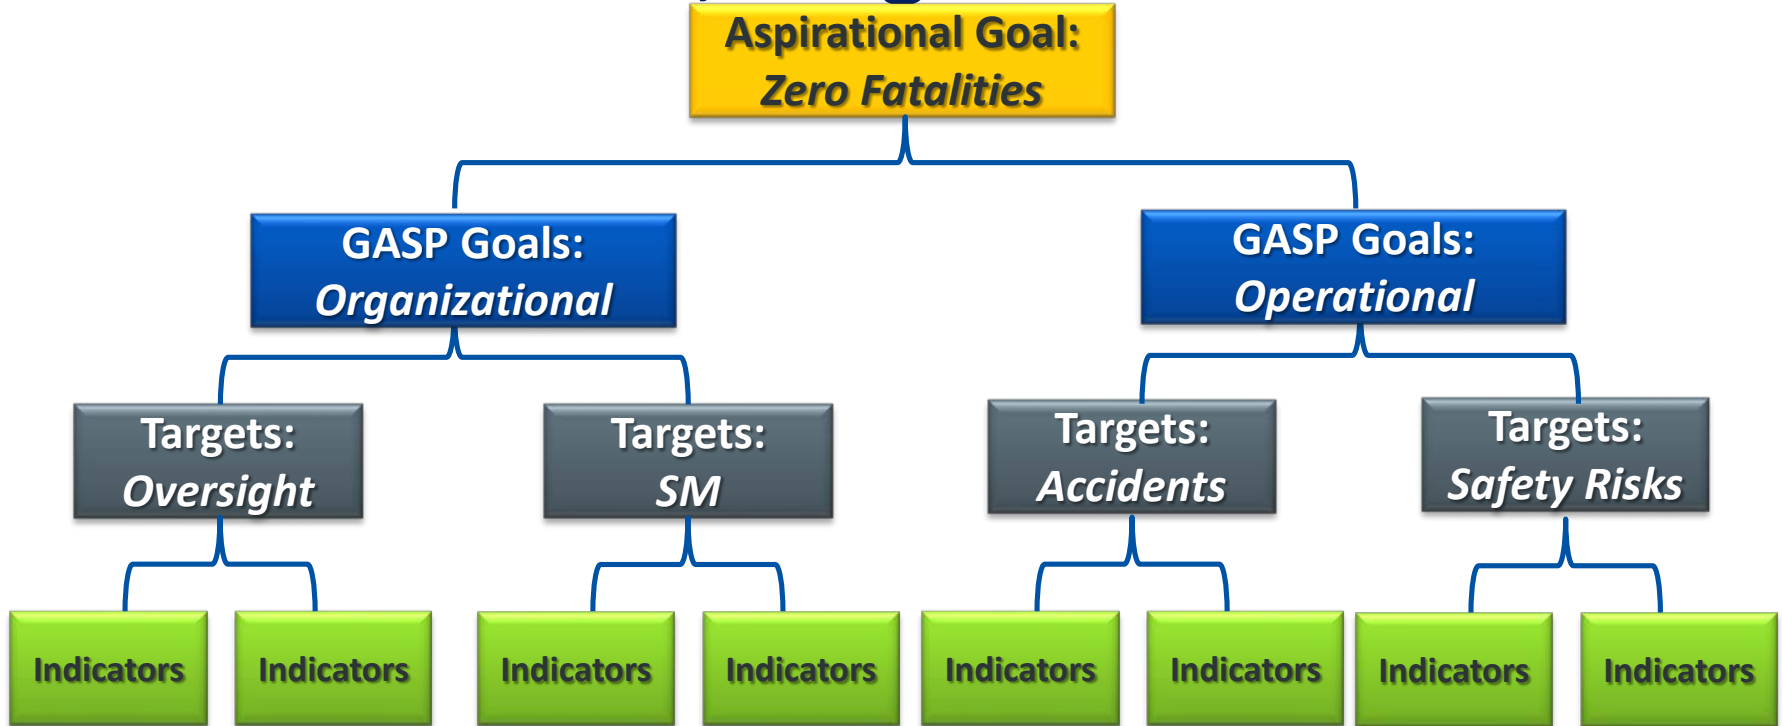 Aspirational Goal:
Zero Fatalities
GASP Goals:
Organizational
GASP Goals:
Operational
Targets:
Oversight
Targets:
SM
Targets:
Accidents
Targets:
Safety Risks
Indicators
Indicators
Indicators
Indicators
Indicators
Indicators
Indicators
Indicators